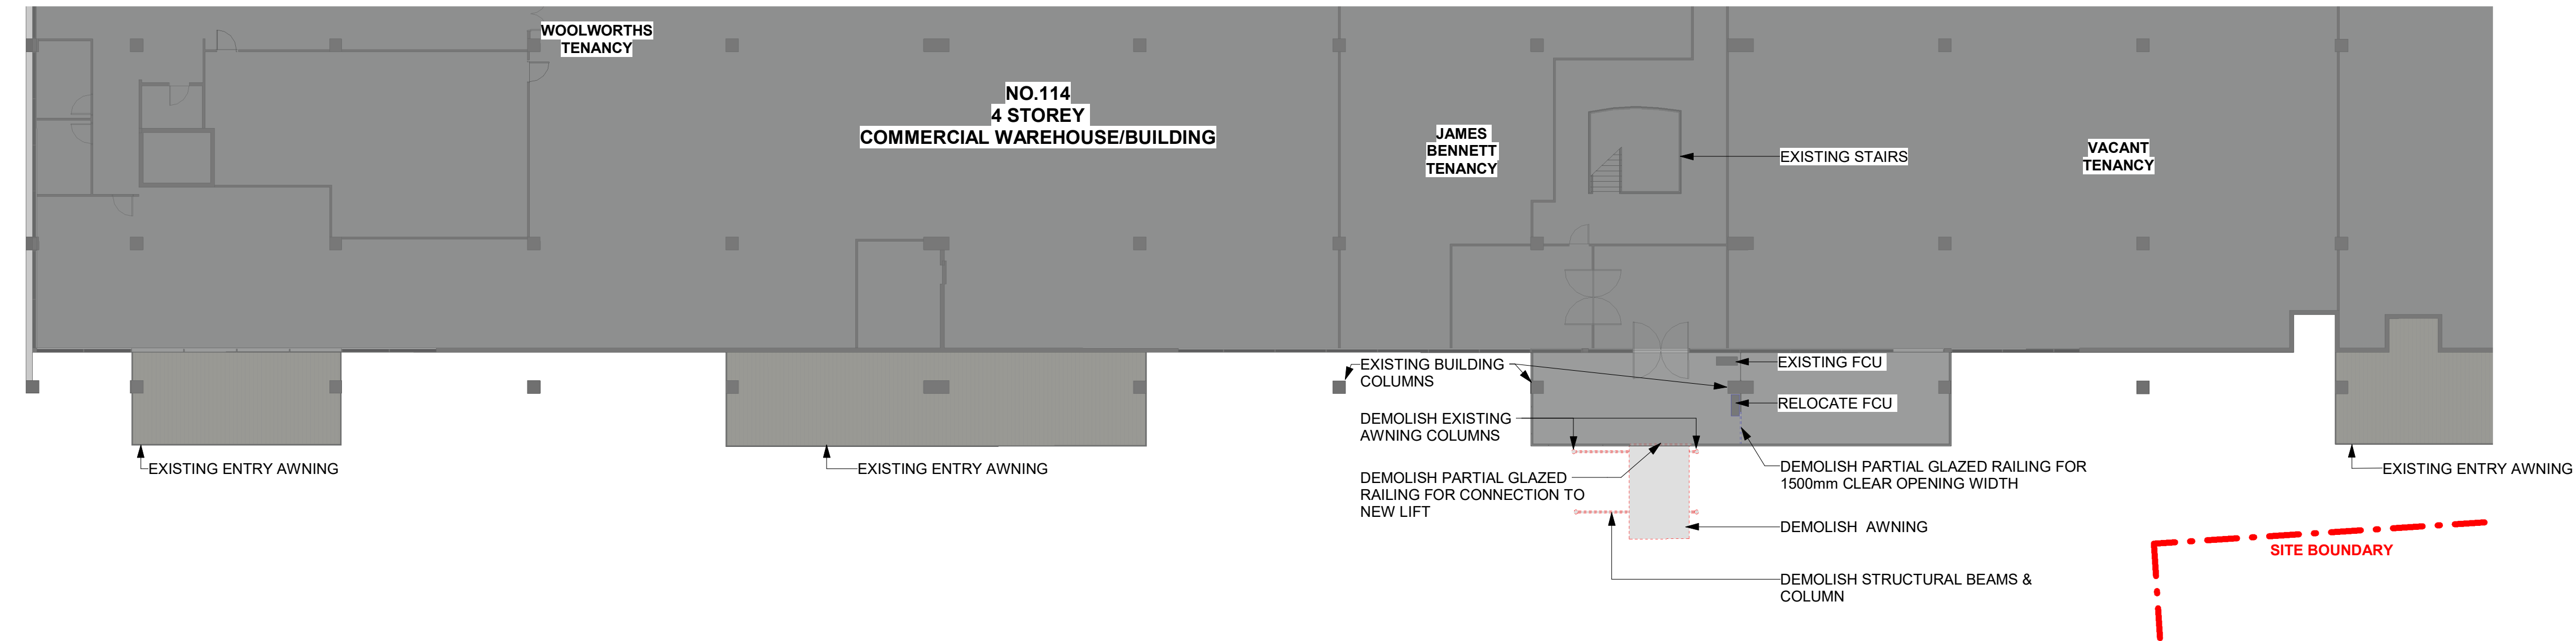 WOOLWORTHS
TENANCY
NO.114
4 STOREY
COMMERCIAL WAREHOUSE/BUILDING
JAMES
BENNETT
TENANCY
EXISTING STAIRS
VACANT
TENANCY
EXISTING BUILDING
COLUMNS
EXISTING FCU
RELOCATE FCU
DEMOLISH EXISTING
AWNING COLUMNS
EXISTING ENTRY AWNING
EXISTING ENTRY AWNING
DEMOLISH PARTIAL GLAZED
RAILING FOR CONNECTION TO
NEW LIFT
DEMOLISH PARTIAL GLAZED RAILING FOR
1500mm CLEAR OPENING WIDTH
EXISTING ENTRY AWNING
DEMOLISH AWNING
SITE BOUNDARY
DEMOLISH STRUCTURAL BEAMS &
COLUMN